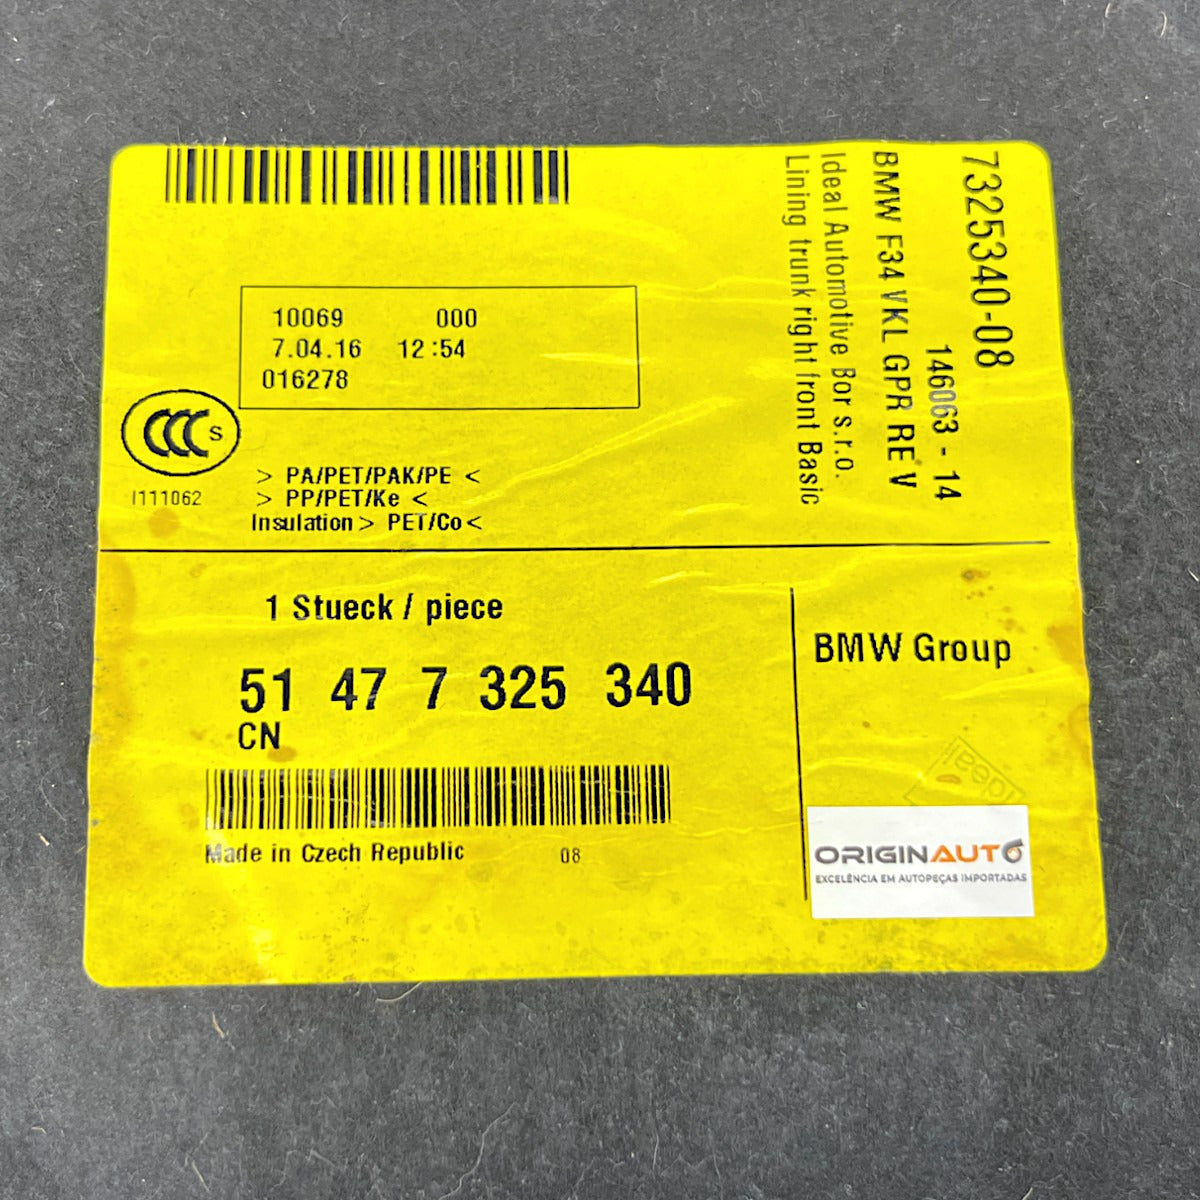 10069 000
7.04.16 12:54
016278
CCC S
I111062
> PA/PET/PAK/PE <
> PP/PET/Ke <
Insulation > PET/Co <
7325340-08
146063 - 14
BMW F34 VKL GPR RE V
Ideal Automotive Bor s.r.o.
Lining trunk right front Basic
1 Stueck / piece
51 47 7 325 340
CN
Made in Czech Republic 08
BMW Group
ideal
ORIGINAUTO
EXCELÊNCIA EM AUTOPEÇAS IMPORTADAS